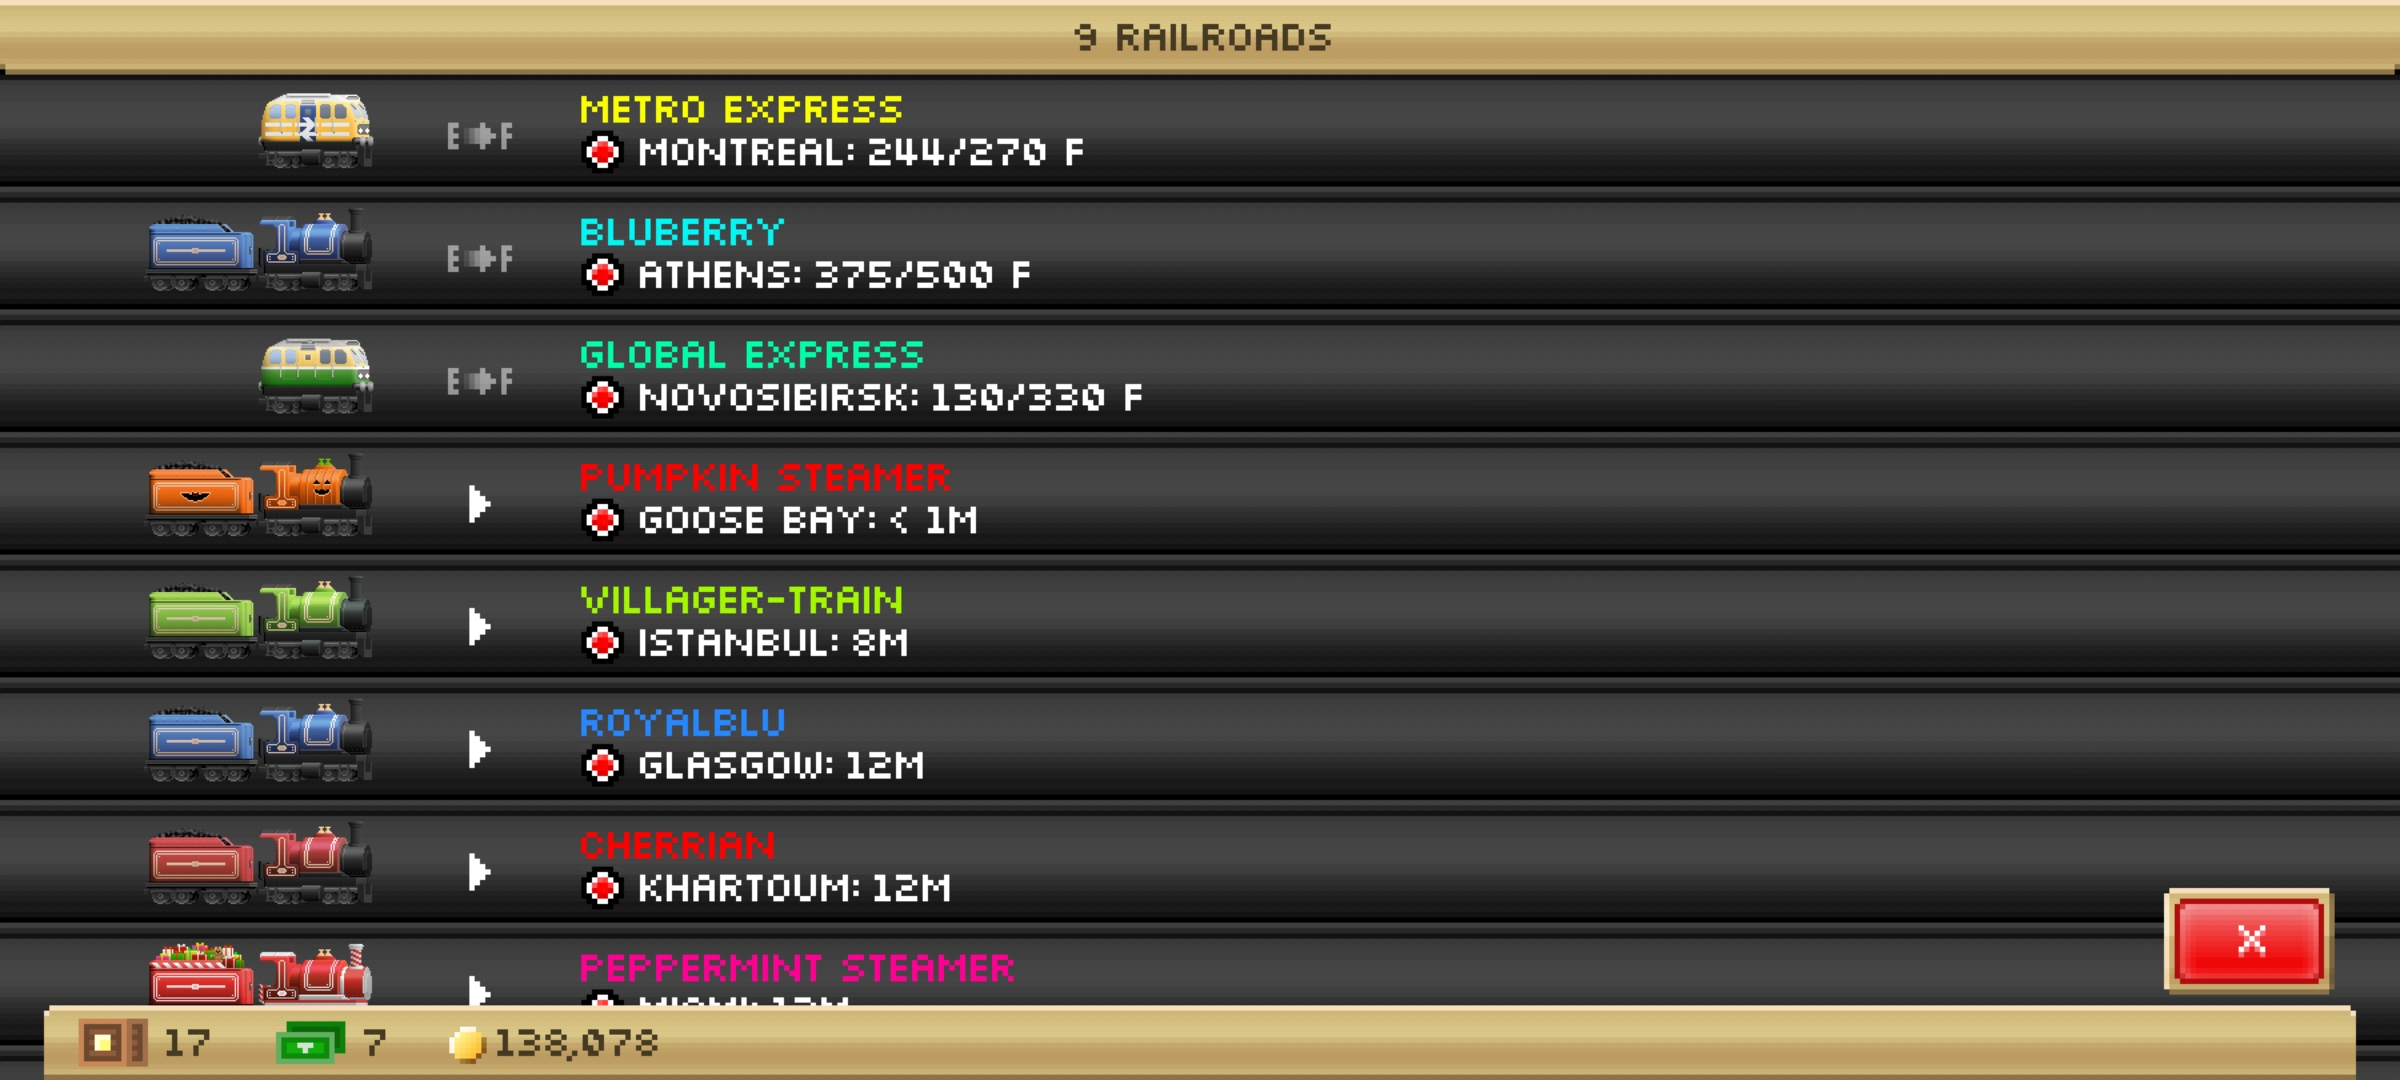 9 RAILROADS
METRO EXPRESS
E F
MONTREAL: 244/270 F
BLUBERRY
E F
ATHENS: 375/500 F
GLOBAL EXPRESS
E F
NOVOSIBIRSK: 130/330 F
PUMPKIN STEAMER
GOOSE BAY: < 1M
VILLAGER-TRAIN
ISTANBUL: 8M
ROYALBLU
GLASGOW: 12M
CHERRIAN
KHARTOUM: 12M
X
PEPPERMINT STEAMER
17 7 138,078